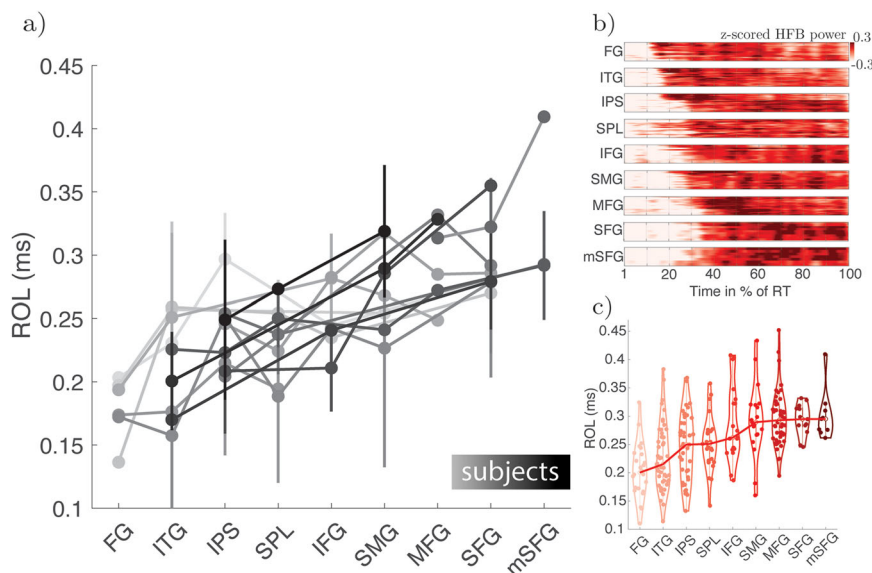 a)
ROL (ms)
0.45
0.4
0.35
0.3
0.25
0.2
0.15
0.1
subjects
FG ITG IPS SPL IFG SMG MFG SFG mSFG
b)
z-scored HFB power
0.3
-0.3
FG
ITG
IPS
SPL
IFG
SMG
MFG
SFG
mSFG
1 20 40 60 80 100
Time in % of RT
c)
ROL (ms)
0.45
0.4
0.35
0.3
0.25
0.2
0.15
0.1
FG ITG IPS SPL IFG SMG MFG SFG mSFG